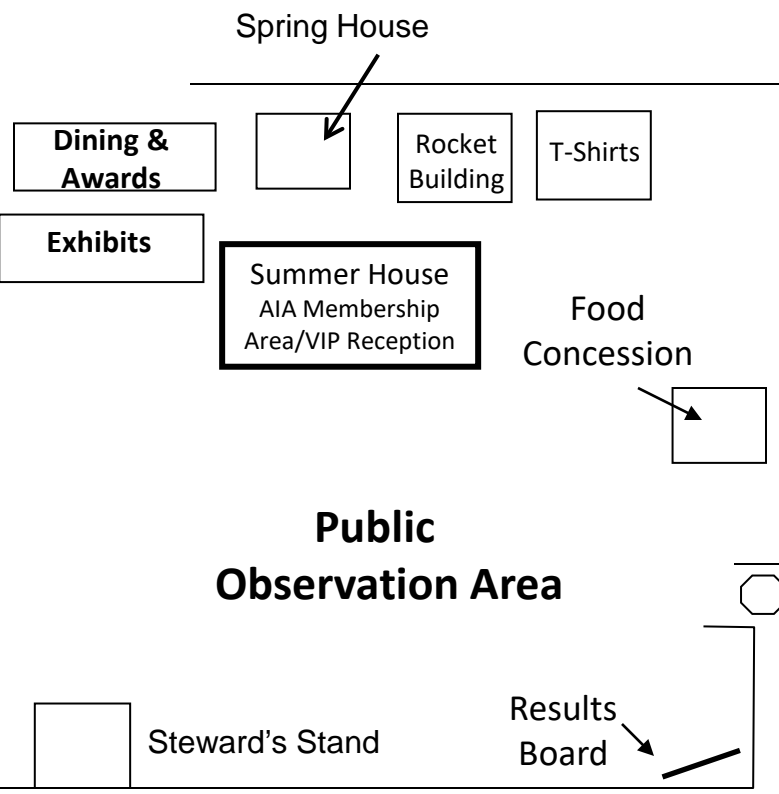 Spring House
Dining &
Awards
Rocket
Building
T-Shirts
Exhibits
Summer House
AIA Membership
Area/VIP Reception
Food
Concession
Public
Observation Area
Steward's Stand
Results
Board